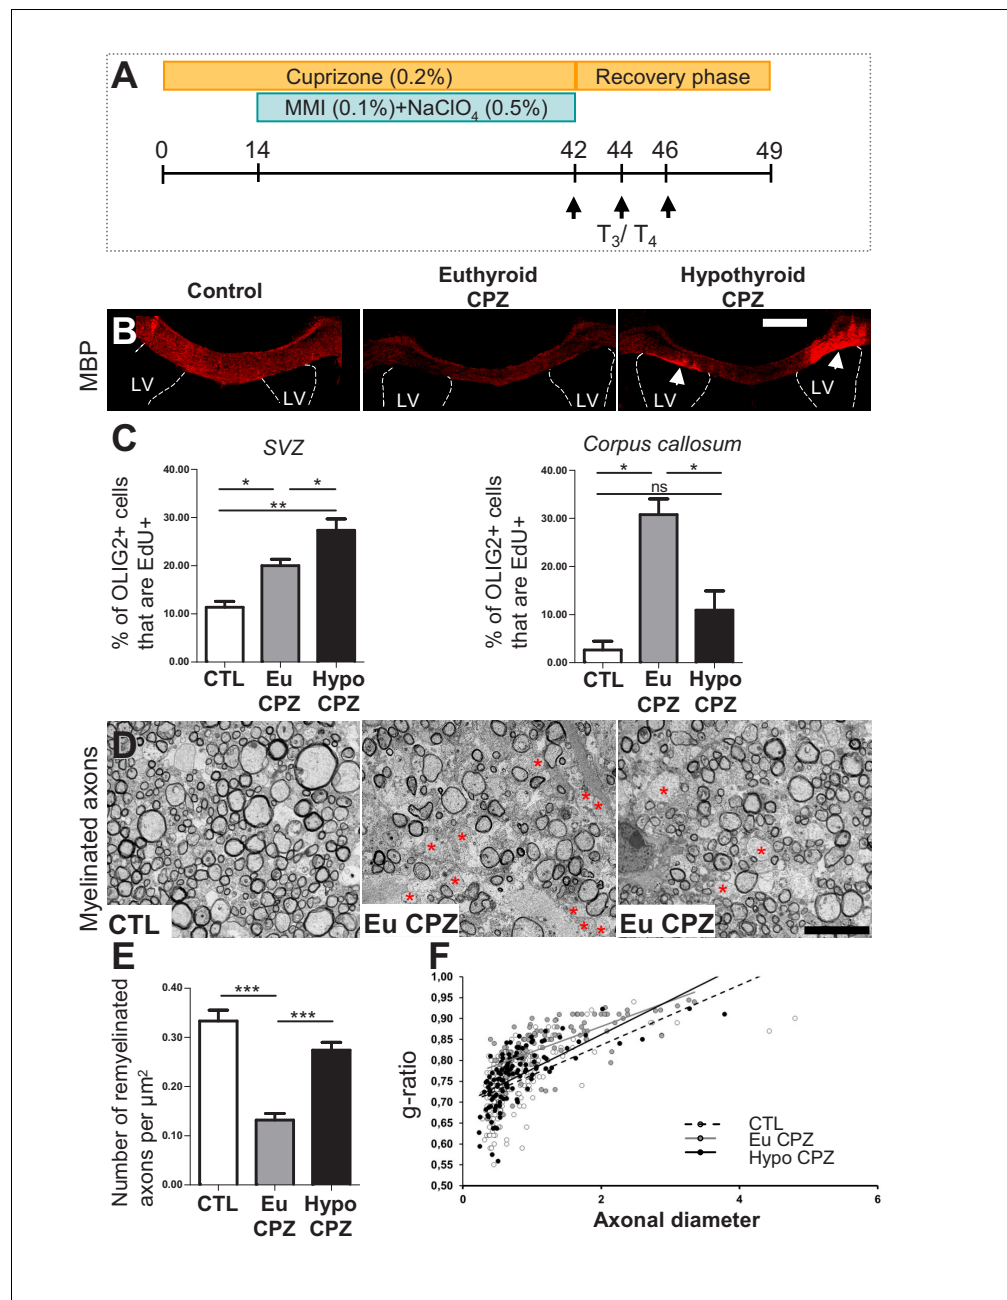 A
Cuprizone (0.2%)
Recovery phase
MMI (0.1%)+NaClO4 (0.5%)
0 14 42 44 46 49
T3/ T4
Control
Euthyroid
CPZ
Hypothyroid
CPZ
B
MBP
LV
LV
LV
LV
LV
LV
C
SVZ
% of OLIG2+ cells
that are EdU+
40.00
30.00
20.00
10.00
0.00
* *
**
CTL Eu Hypo
CPZ CPZ
Corpus callosum
% of OLIG2+ cells
that are EdU+
40.00
30.00
20.00
10.00
0.00
* *
ns
CTL Eu Hypo
CPZ CPZ
D
Myelinated axons
CTL
Eu CPZ
Eu CPZ
E
Number of remyelinated
axons per µm²
0.40
0.30
0.20
0.10
0.00
*** ***
CTL Eu Hypo
CPZ CPZ
F
g-ratio
1,00
0,95
0,90
0,85
0,80
0,75
0,70
0,65
0,60
0,55
0,50
CTL
Eu CPZ
Hypo CPZ
0 2 4 6
Axonal diameter